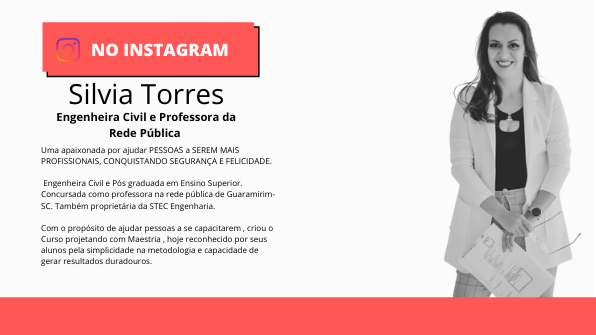 NO INSTAGRAM
Silvia Torres
Engenheira Civil e Professora da
Rede Pública
Uma apaixonada por ajudar PESSOAS a SEREM MAIS
PROFISSIONAIS, CONQUISTANDO SEGURANÇA E FELICIDADE.
Engenheira Civil e Pós graduada em Ensino Superior.
Concursada como professora na rede pública de Guaramirim-
SC. Também proprietária da STEC Engenharia.
Com o propósito de ajudar pessoas a se capacitarem , criou o
Curso projetando com Maestria , hoje reconhecido por seus
alunos pela simplicidade na metodologia e capacidade de
gerar resultados duradouros.